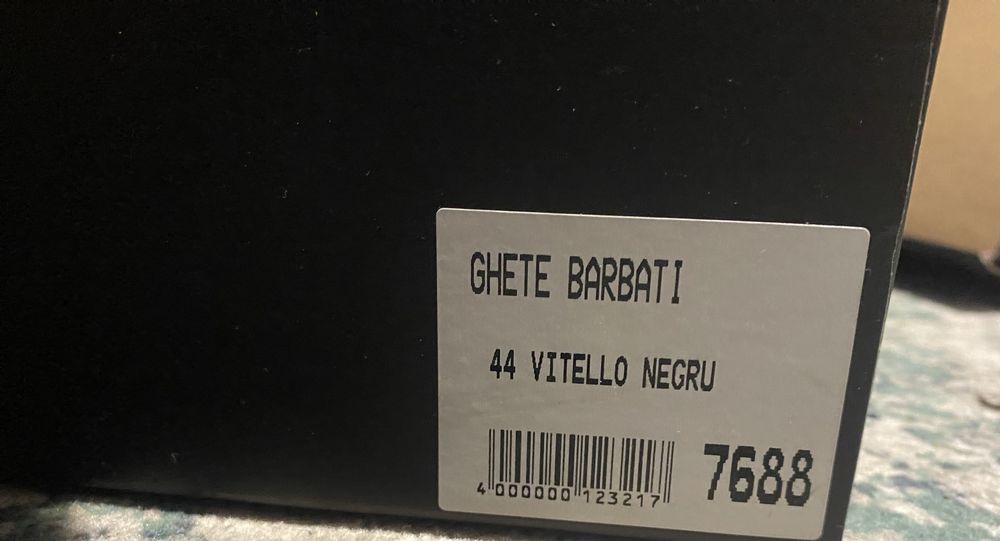 GHETE BARBATI
44 VITELLO NEGRU
4 000000 123217
7688